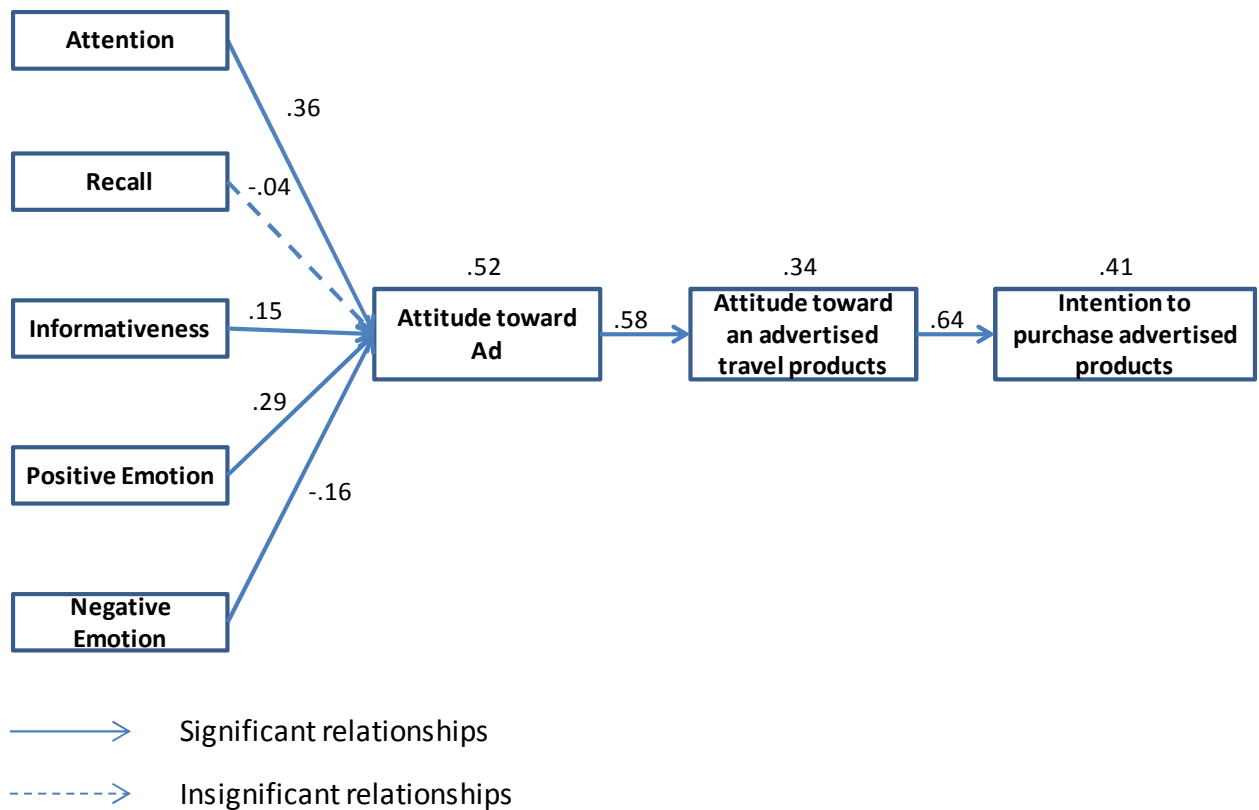 Attention
.36
Recall
-.04
.52
.34
.41
Informativeness
.15
Attitude toward
Ad
.58
Attitude toward
an advertised
travel products
.64
Intention to
purchase advertised
products
.29
Positive Emotion
-.16
Negative
Emotion
Significant relationships
Insignificant relationships